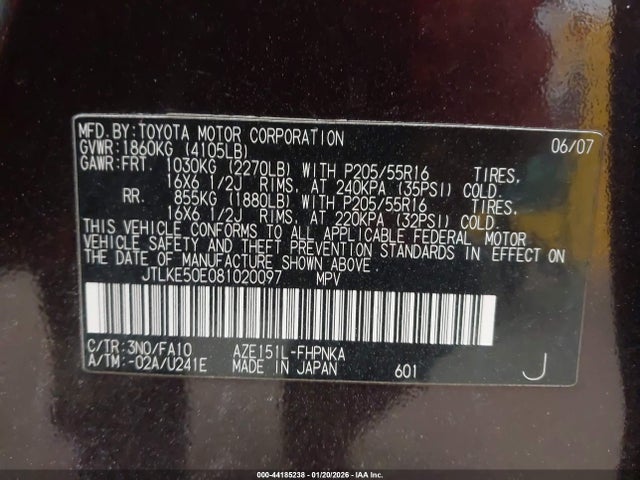 MFD.BY:TOYOTA MOTOR CORPORATION 06/07
GVWR:1860KG (4105LB)
GAWR:FRT. 1030KG (2270LB) WITH P205/55R16 TIRES,
16X6 1/2J RIMS, AT 240KPA (35PSI) COLD.
RR. 855KG (1880LB) WITH P205/55R16 TIRES,
16X6 1/2J RIMS, AT 220KPA (32PSI) COLD.
THIS VEHICLE CONFORMS TO ALL APPLICABLE FEDERAL MOTOR
VEHICLE SAFETY AND THEFT PREVENTION STANDARDS IN EFFECT ON
THE DATE OF MANUFACTURE SHOWN ABOVE.
JTLKE50E081020097 MPV
C/TR:3N0/FA10 AZE151L-FHPNKA
A/TM:-02A/U241E MADE IN JAPAN 601 J
000-44185238 - 01/20/2026 - IAA Inc.